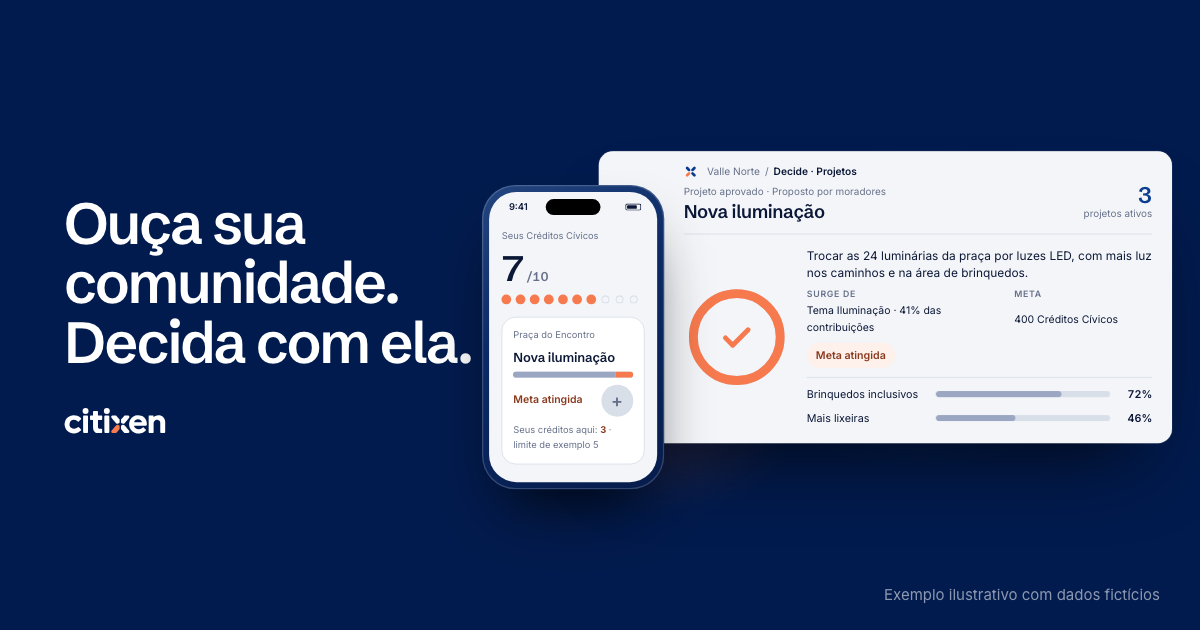 Ouça sua
comunidade.
Decida com ela.
citixen
9:41
Seus Créditos Cívicos
7 /10
Praça do Encontro
Nova iluminação
Meta atingida
+
Seus créditos aqui: 3 ·
limite de exemplo 5
Valle Norte / Decide · Projetos
Projeto aprovado · Proposto por moradores
Nova iluminação
3
projetos ativos
Trocar as 24 luminárias da praça por luzes LED, com mais luz
nos caminhos e na área de brinquedos.
SURGE DE
Tema Iluminação · 41% das
contribuições
META
400 Créditos Cívicos
Meta atingida
Brinquedos inclusivos 72%
Mais lixeiras 46%
Exemplo ilustrativo com dados fictícios